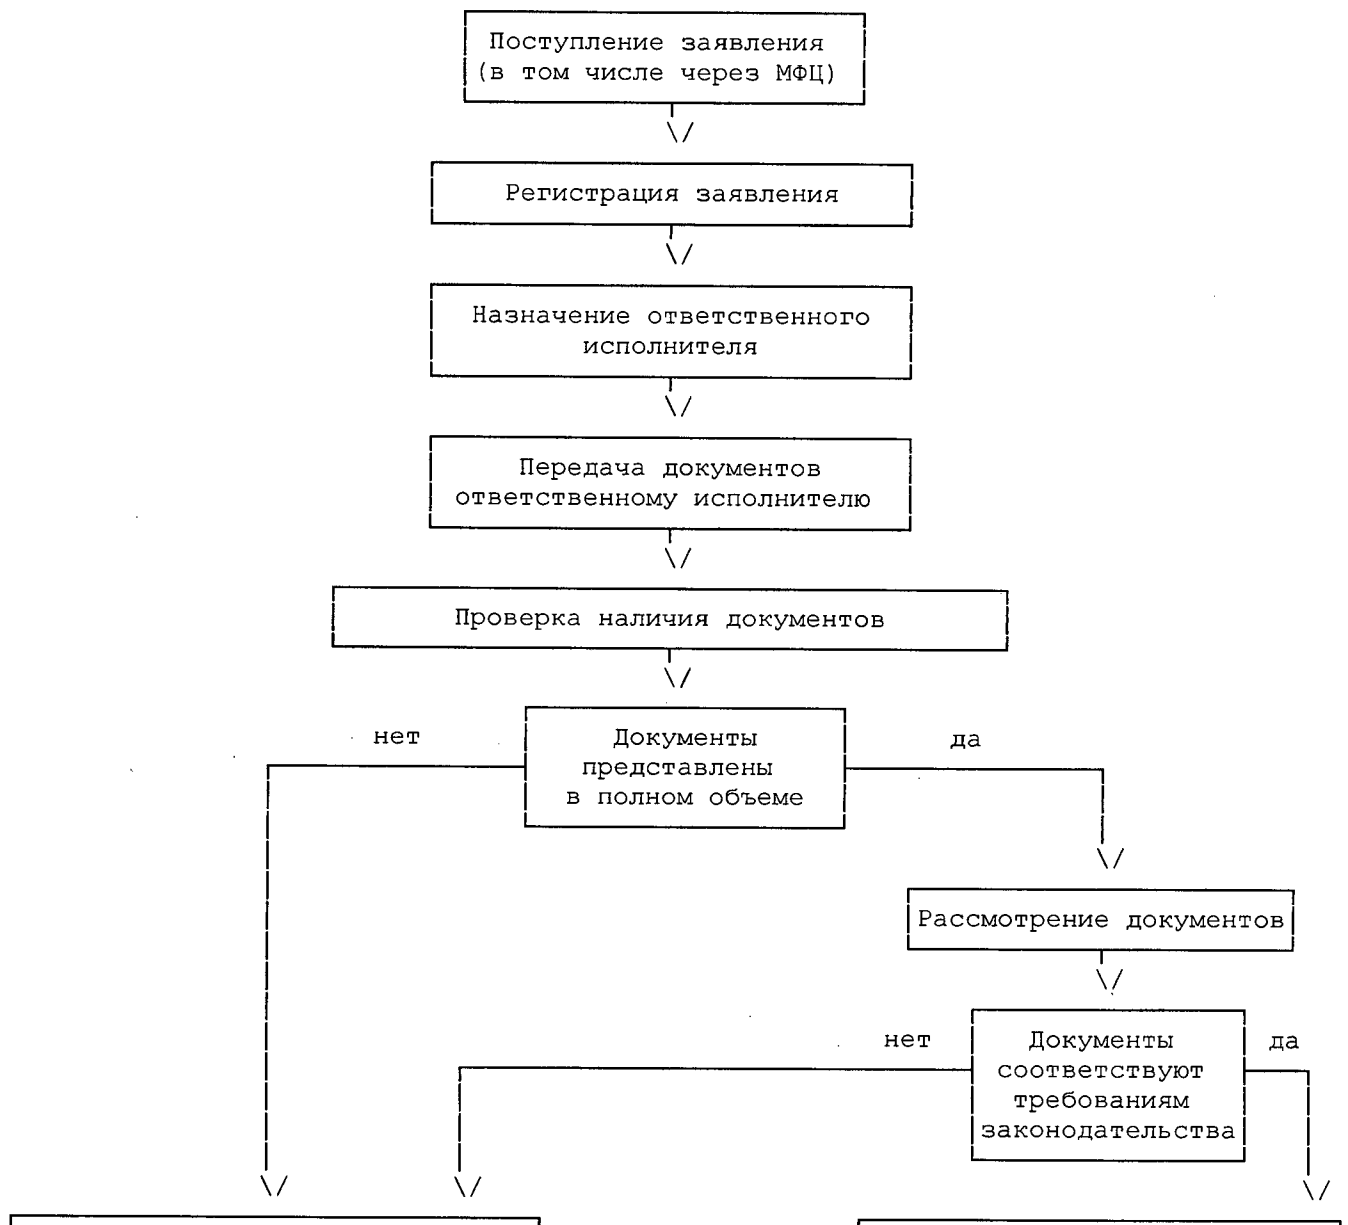 Поступление заявления
(в том числе через МФЦ)
Регистрация заявления
Назначение ответственного
исполнителя
Передача документов
ответственному исполнителю
Проверка наличия документов
нет
Документы
представлены
в полном объеме
да
Рассмотрение документов
нет
Документы
соответствуют
требованиям
законодательства
да